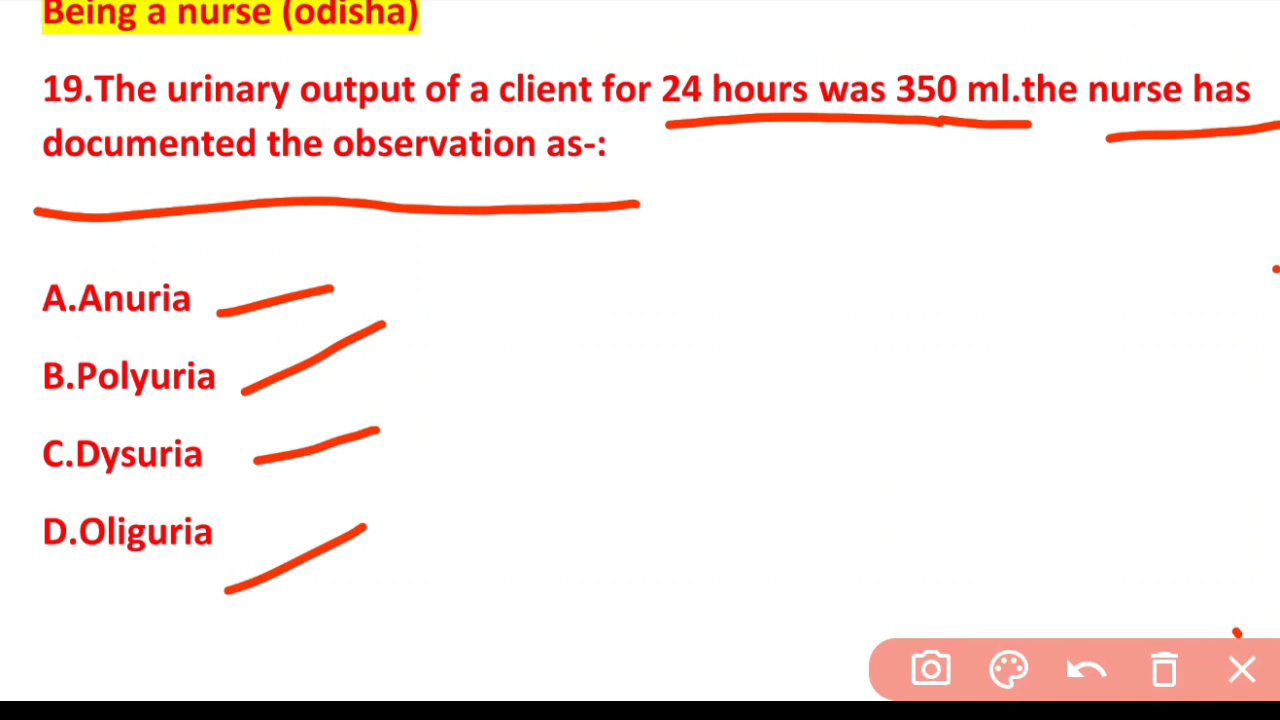 Being a nurse (odisha)
19.The urinary output of a client for 24 hours was 350 ml.the nurse has
documented the observation as-:
A.Anuria
B.Polyuria
C.Dysuria
D.Oliguria